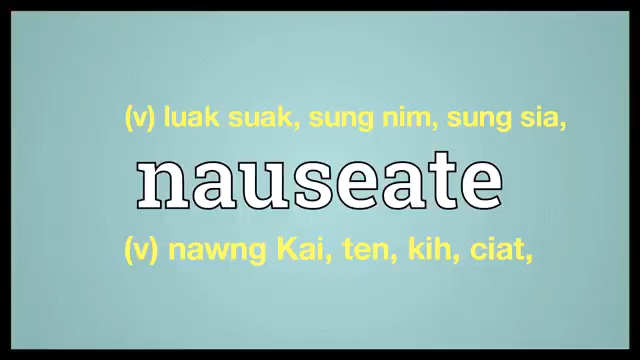 (v) luak suak, sung nim, sung sia,
nauseate
(v) nawng Kai, ten, kih, ciat,